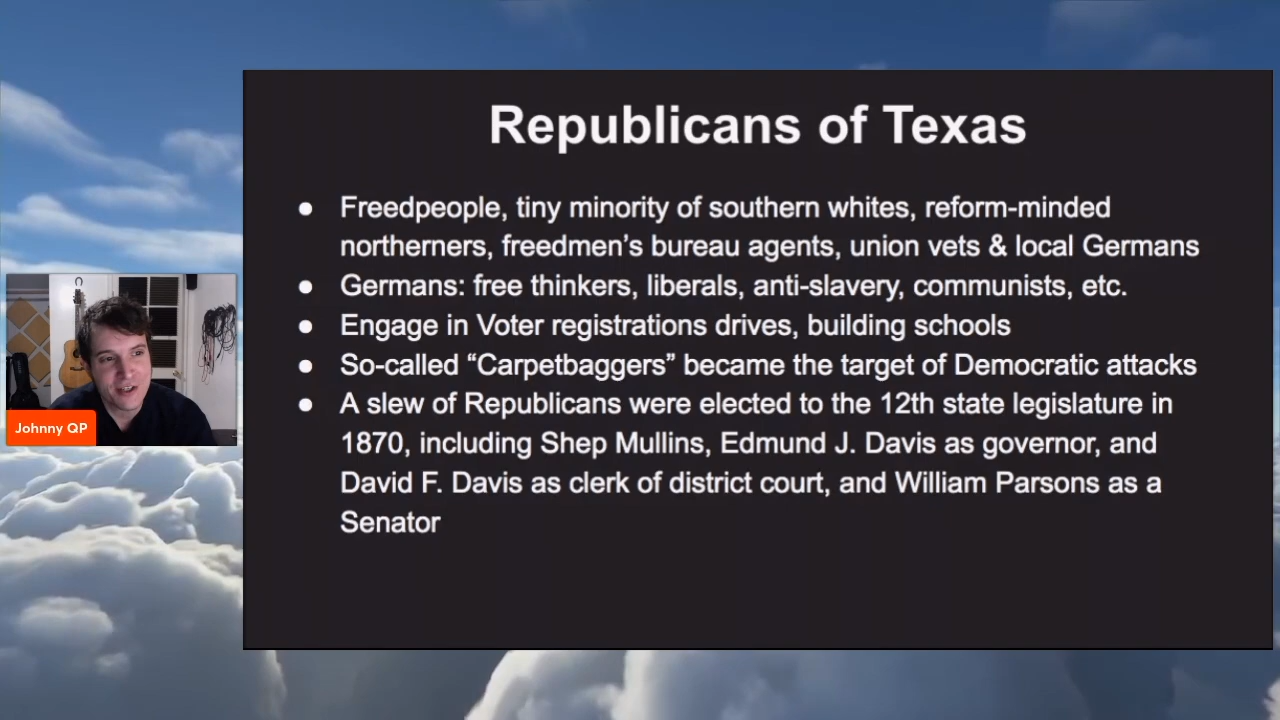 Republicans of Texas
● Freedpeople, tiny minority of southern whites, reform-minded
northerners, freedmen’s bureau agents, union vets & local Germans
● Germans: free thinkers, liberals, anti-slavery, communists, etc.
● Engage in Voter registrations drives, building schools
● So-called “Carpetbaggers” became the target of Democratic attacks
● A slew of Republicans were elected to the 12th state legislature in
1870, including Shep Mullins, Edmund J. Davis as governor, and
David F. Davis as clerk of district court, and William Parsons as a
Senator
Johnny QP